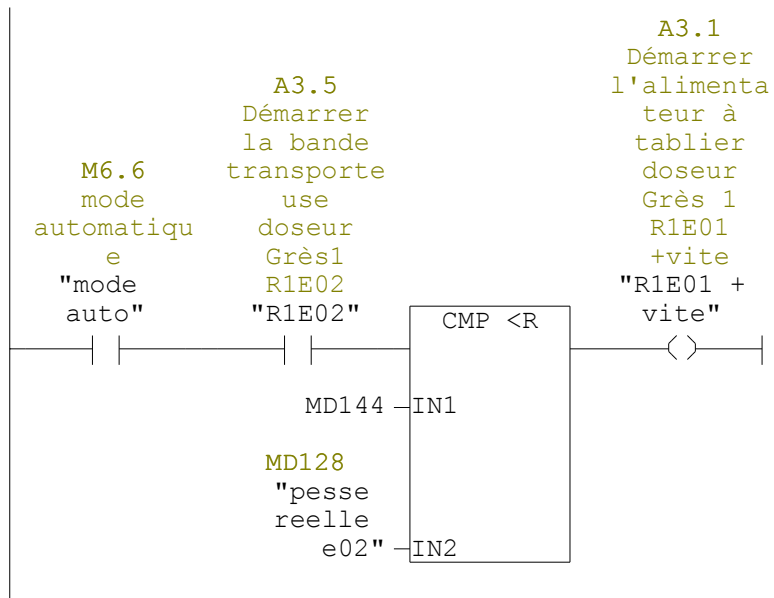 A3.1
Démarrer
l'alimenta
teur à
tablier
doseur
Grès 1
R1E01
+vite
"R1E01 +
vite"
A3.5
Démarrer
la bande
transporte
use
doseur
Grès1
R1E02
"R1E02"
M6.6
mode
automatiqu
e
"mode
auto"
CMP <R
MD144
IN1
MD128
"pesse
reelle
e02"
IN2